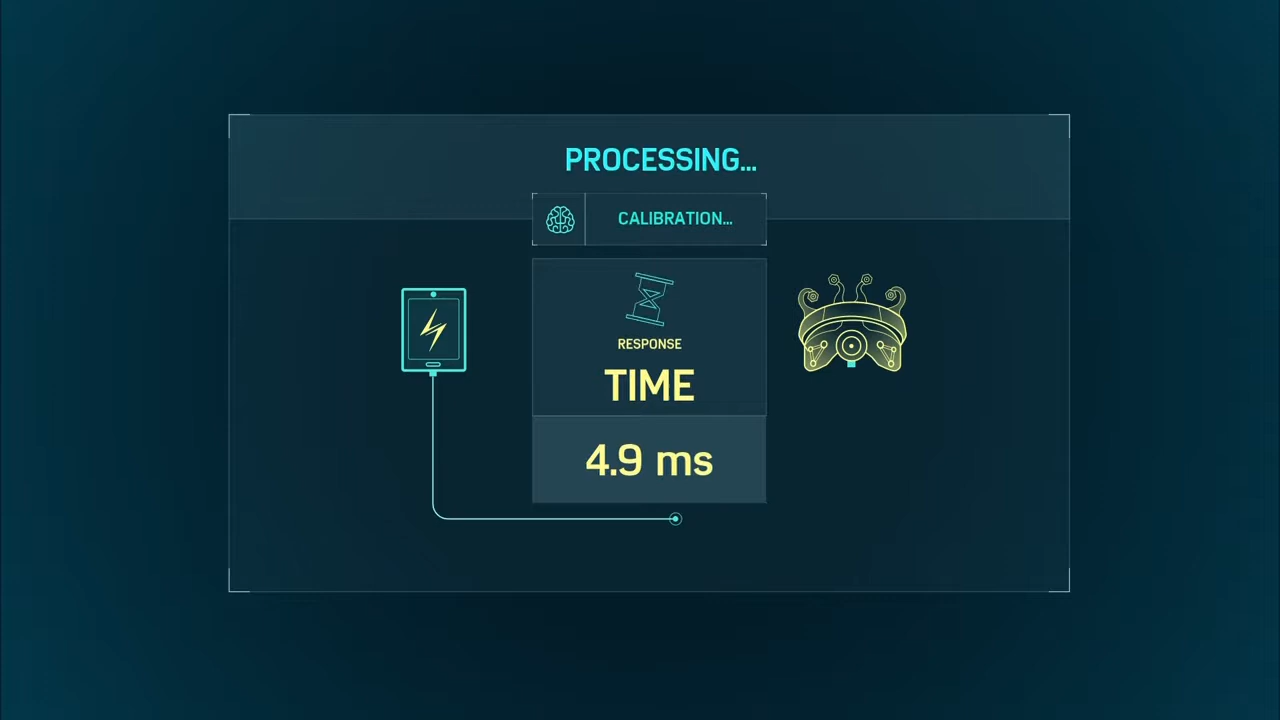 PROCESSING...
CALIBRATION...
RESPONSE
TIME
4.9 ms